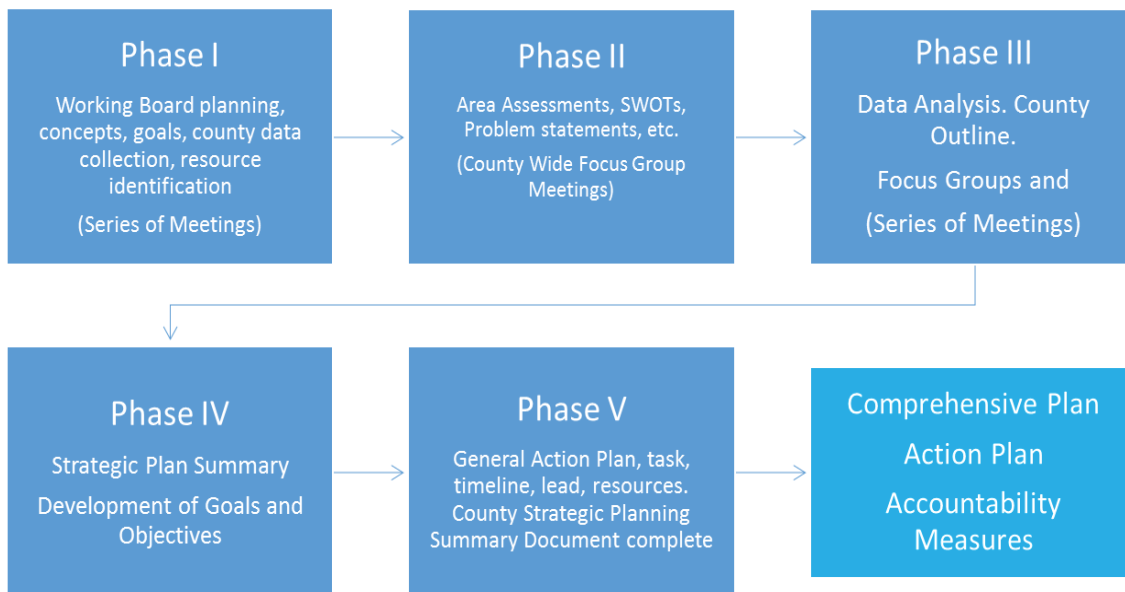 Phase I
Working Board planning,
concepts, goals, county data
collection, resource
identification
(Series of Meetings)
Phase II
Area Assessments, SWOTs,
Problem statements, etc.
(County Wide Focus Group
Meetings)
Phase III
Data Analysis. County
Outline.
Focus Groups and
(Series of Meetings)
Phase IV
Strategic Plan Summary
Development of Goals and
Objectives
Phase V
General Action Plan, task,
timeline, lead, resources.
County Strategic Planning
Summary Document complete
Comprehensive Plan
Action Plan
Accountability
Measures